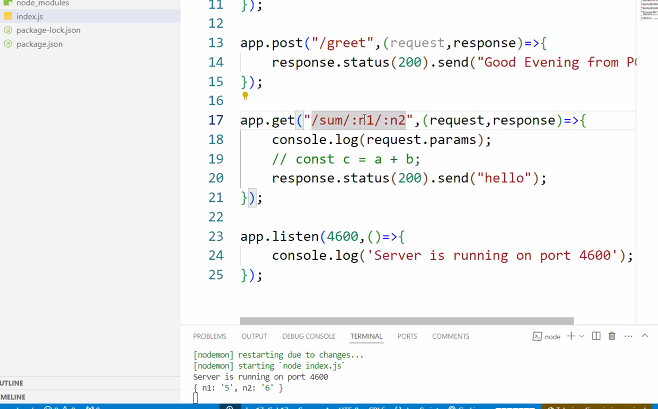 node_modules
index.js
package-lock.json
package.json
11 });
12
13 app.post("/greet",(request,response)=>{
14 response.status(200).send("Good Evening from PO
15 });
16
17 app.get("/sum/:n1/:n2",(request,response)=>{
18 console.log(request.params);
19 // const c = a + b;
20 response.status(200).send("hello");
21 });
22
23 app.listen(4600,()=>{
24 console.log('Server is running on port 4600');
25 });
PROBLEMS OUTPUT DEBUG CONSOLE TERMINAL PORTS COMMENTS node
[nodemon] restarting due to changes...
[nodemon] starting `node index.js`
Server is running on port 4600
{ n1: '5', n2: '6' }
UTLINE
MELINE